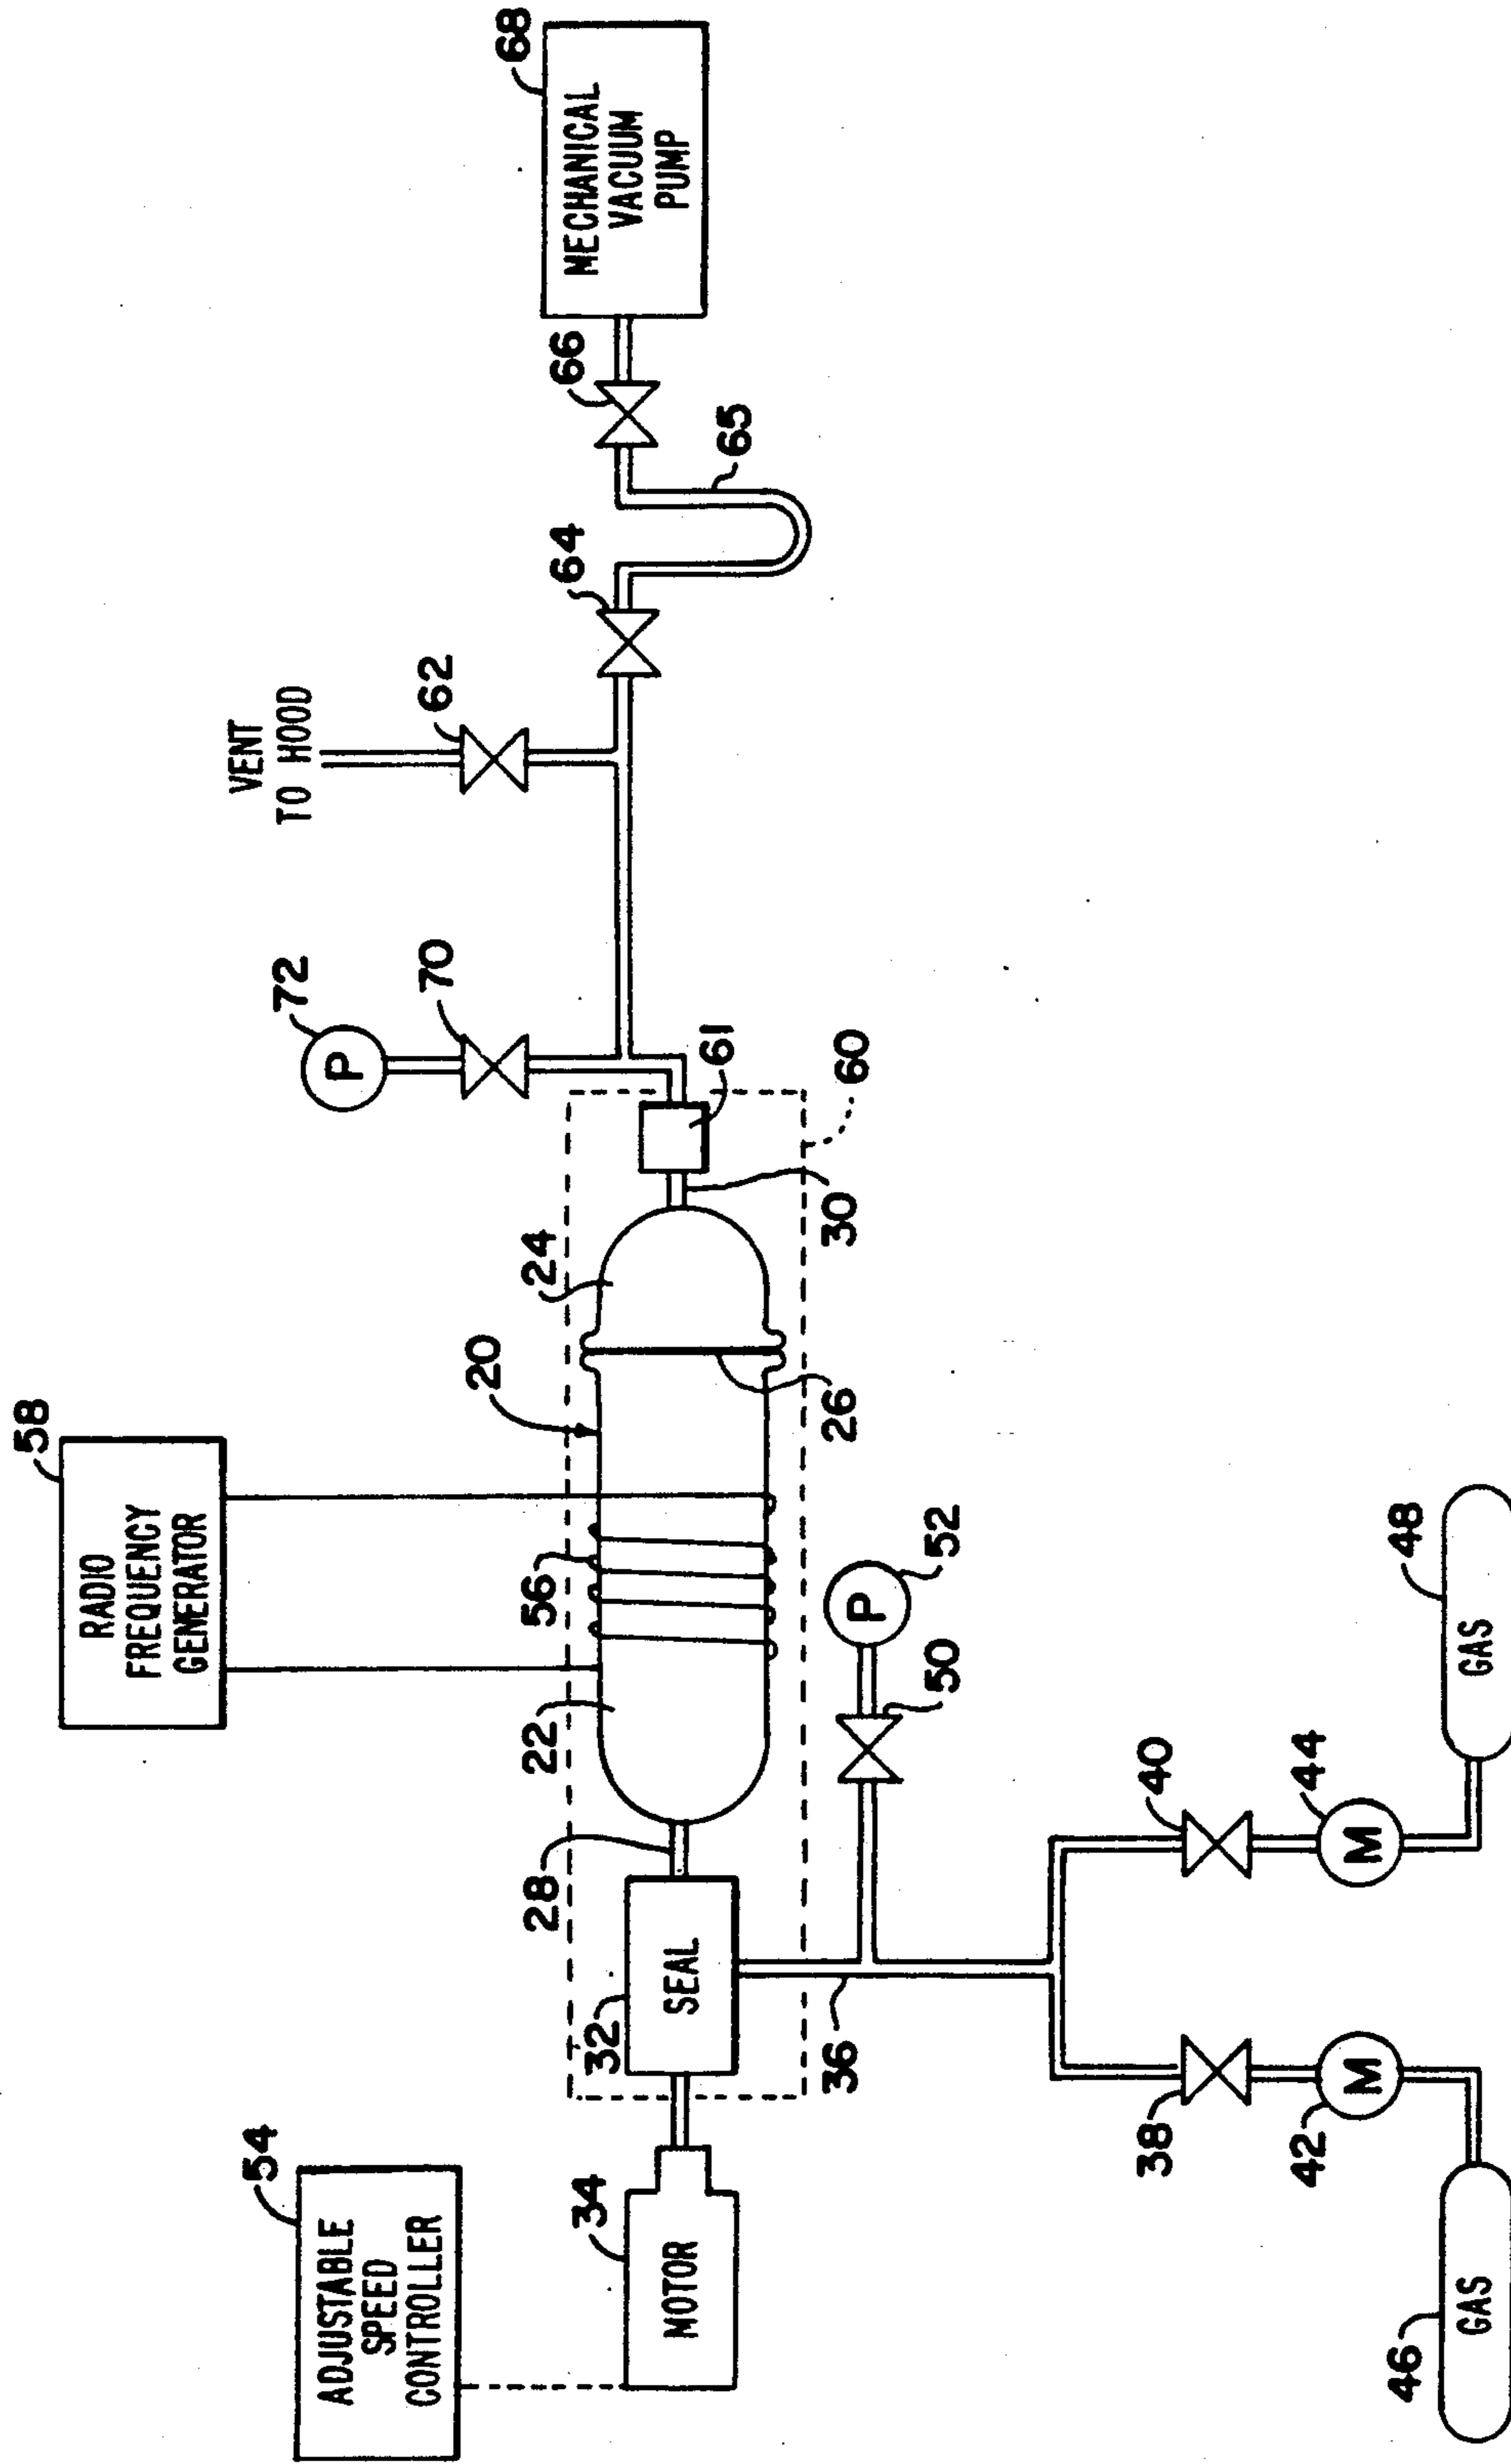 58
RADIO
FREQUENCY
GENERATOR
68
MECHANICAL
VACUUM
PUMP
VENT
TO HOOD
72
P
70
62
64
66
65
54
ADJUSTABLE
SPEED
CONTROLLER
34
MOTOR
32
SEAL
28
22
56
20
24
26
30
61
60
36
50
52
P
38
40
42
M
44
M
46
GAS
48
GAS